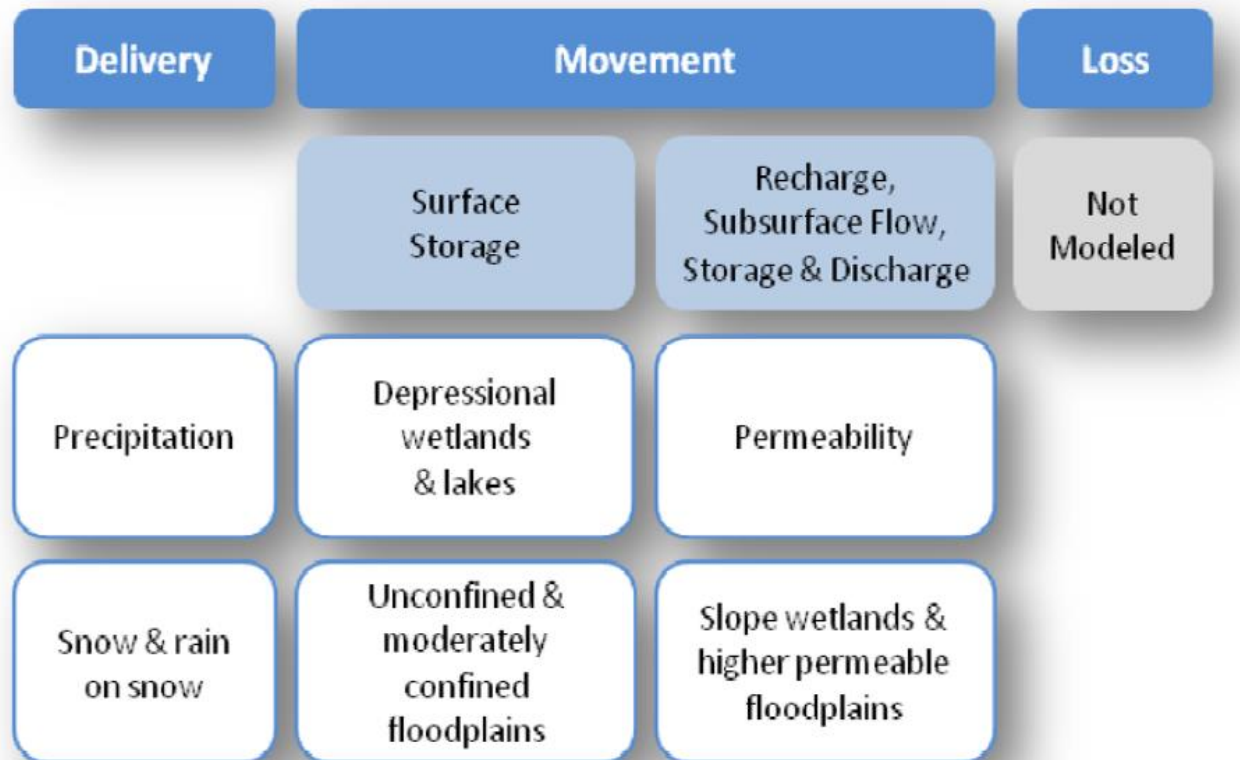 Delivery
Movement
Loss
Surface
Storage
Recharge,
Subsurface Flow,
Storage & Discharge
Not
Modeled
Precipitation
Depressional
wetlands
& lakes
Permeability
Snow & rain
on snow
Unconfined &
moderately
confined
floodplains
Slope wetlands &
higher permeable
floodplains